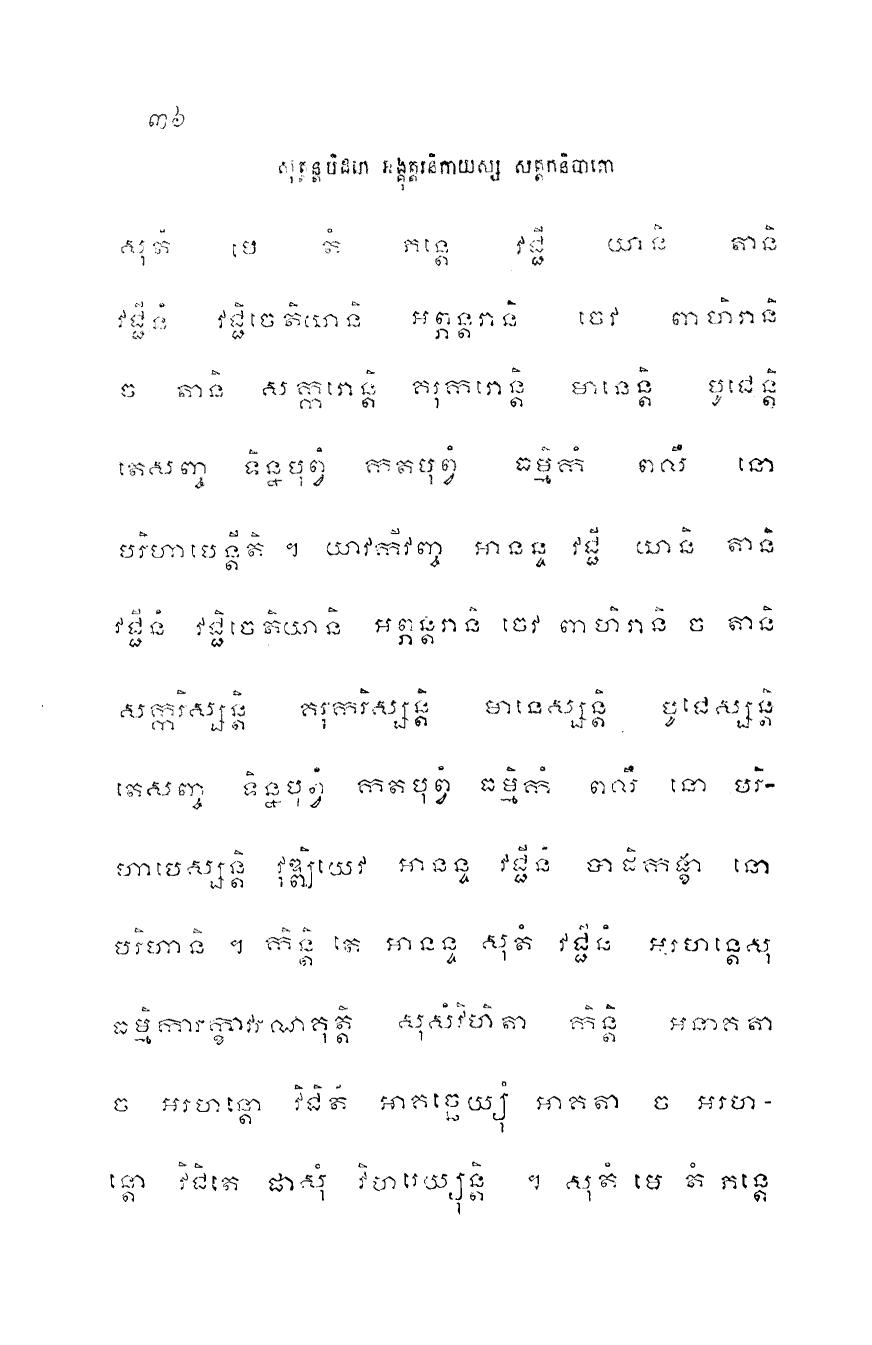 ៣៦
សុត្តន្តបិដកេ អង្គុត្តរនិកាយស្ស សត្តកនិបាតោ
សុតំ មេ តំ ភន្តេ វជ្ជី យានិ តានិ
វជ្ជីនំ វជ្ជិចេតិយានិ អព្ភន្តរានិ ចេវ ពាហិរានិ
ច តានិ សក្ការោន្តិ គរុការោន្តិ មានេន្តិ បូជេន្តិ
តេសញ្ច ទិន្នបុព្វំ កតបុព្វំ ធម្មិកំ ពលឹ នោ
បរិហាបេន្តីតិ ។ យាវកីវញ្ច អានន្ទ វជ្ជី យានិ តានិ
វជ្ជីនំ វជ្ជិចេតិយានិ អព្ភន្តរានិ ចេវ ពាហិរានិ ច តានិ
សក្ការិស្សន្តិ គរុការិស្សន្តិ មានេស្សន្តិ បូជេស្សន្តិ
តេសញ្ច ទិន្នបុព្វំ កតបុព្វំ ធម្មិកំ ពលឹ នោ បរិ-
ហាបេស្សន្តិ វុឌ្ឍិយេវ អានន្ទ វជ្ជីនំ បាដិកង្ខា នោ
បរិហានិ ។ កិន្តិ តេ អានន្ទ សុតំ វជ្ជីនំ អរហន្តេសុ
ធម្មិការក្ខាវរណគុត្តិ សុសំវិហិតា កិន្តិ អនាគតា
ច អរហន្តោ វិជិតំ អាគច្ឆេយ្យុំ អាគតា ច អរហ-
ន្តោ វិជិតេ ផាសុំ វិហរេយ្យុន្តិ ។ សុតំ មេ តំ ភន្តេ